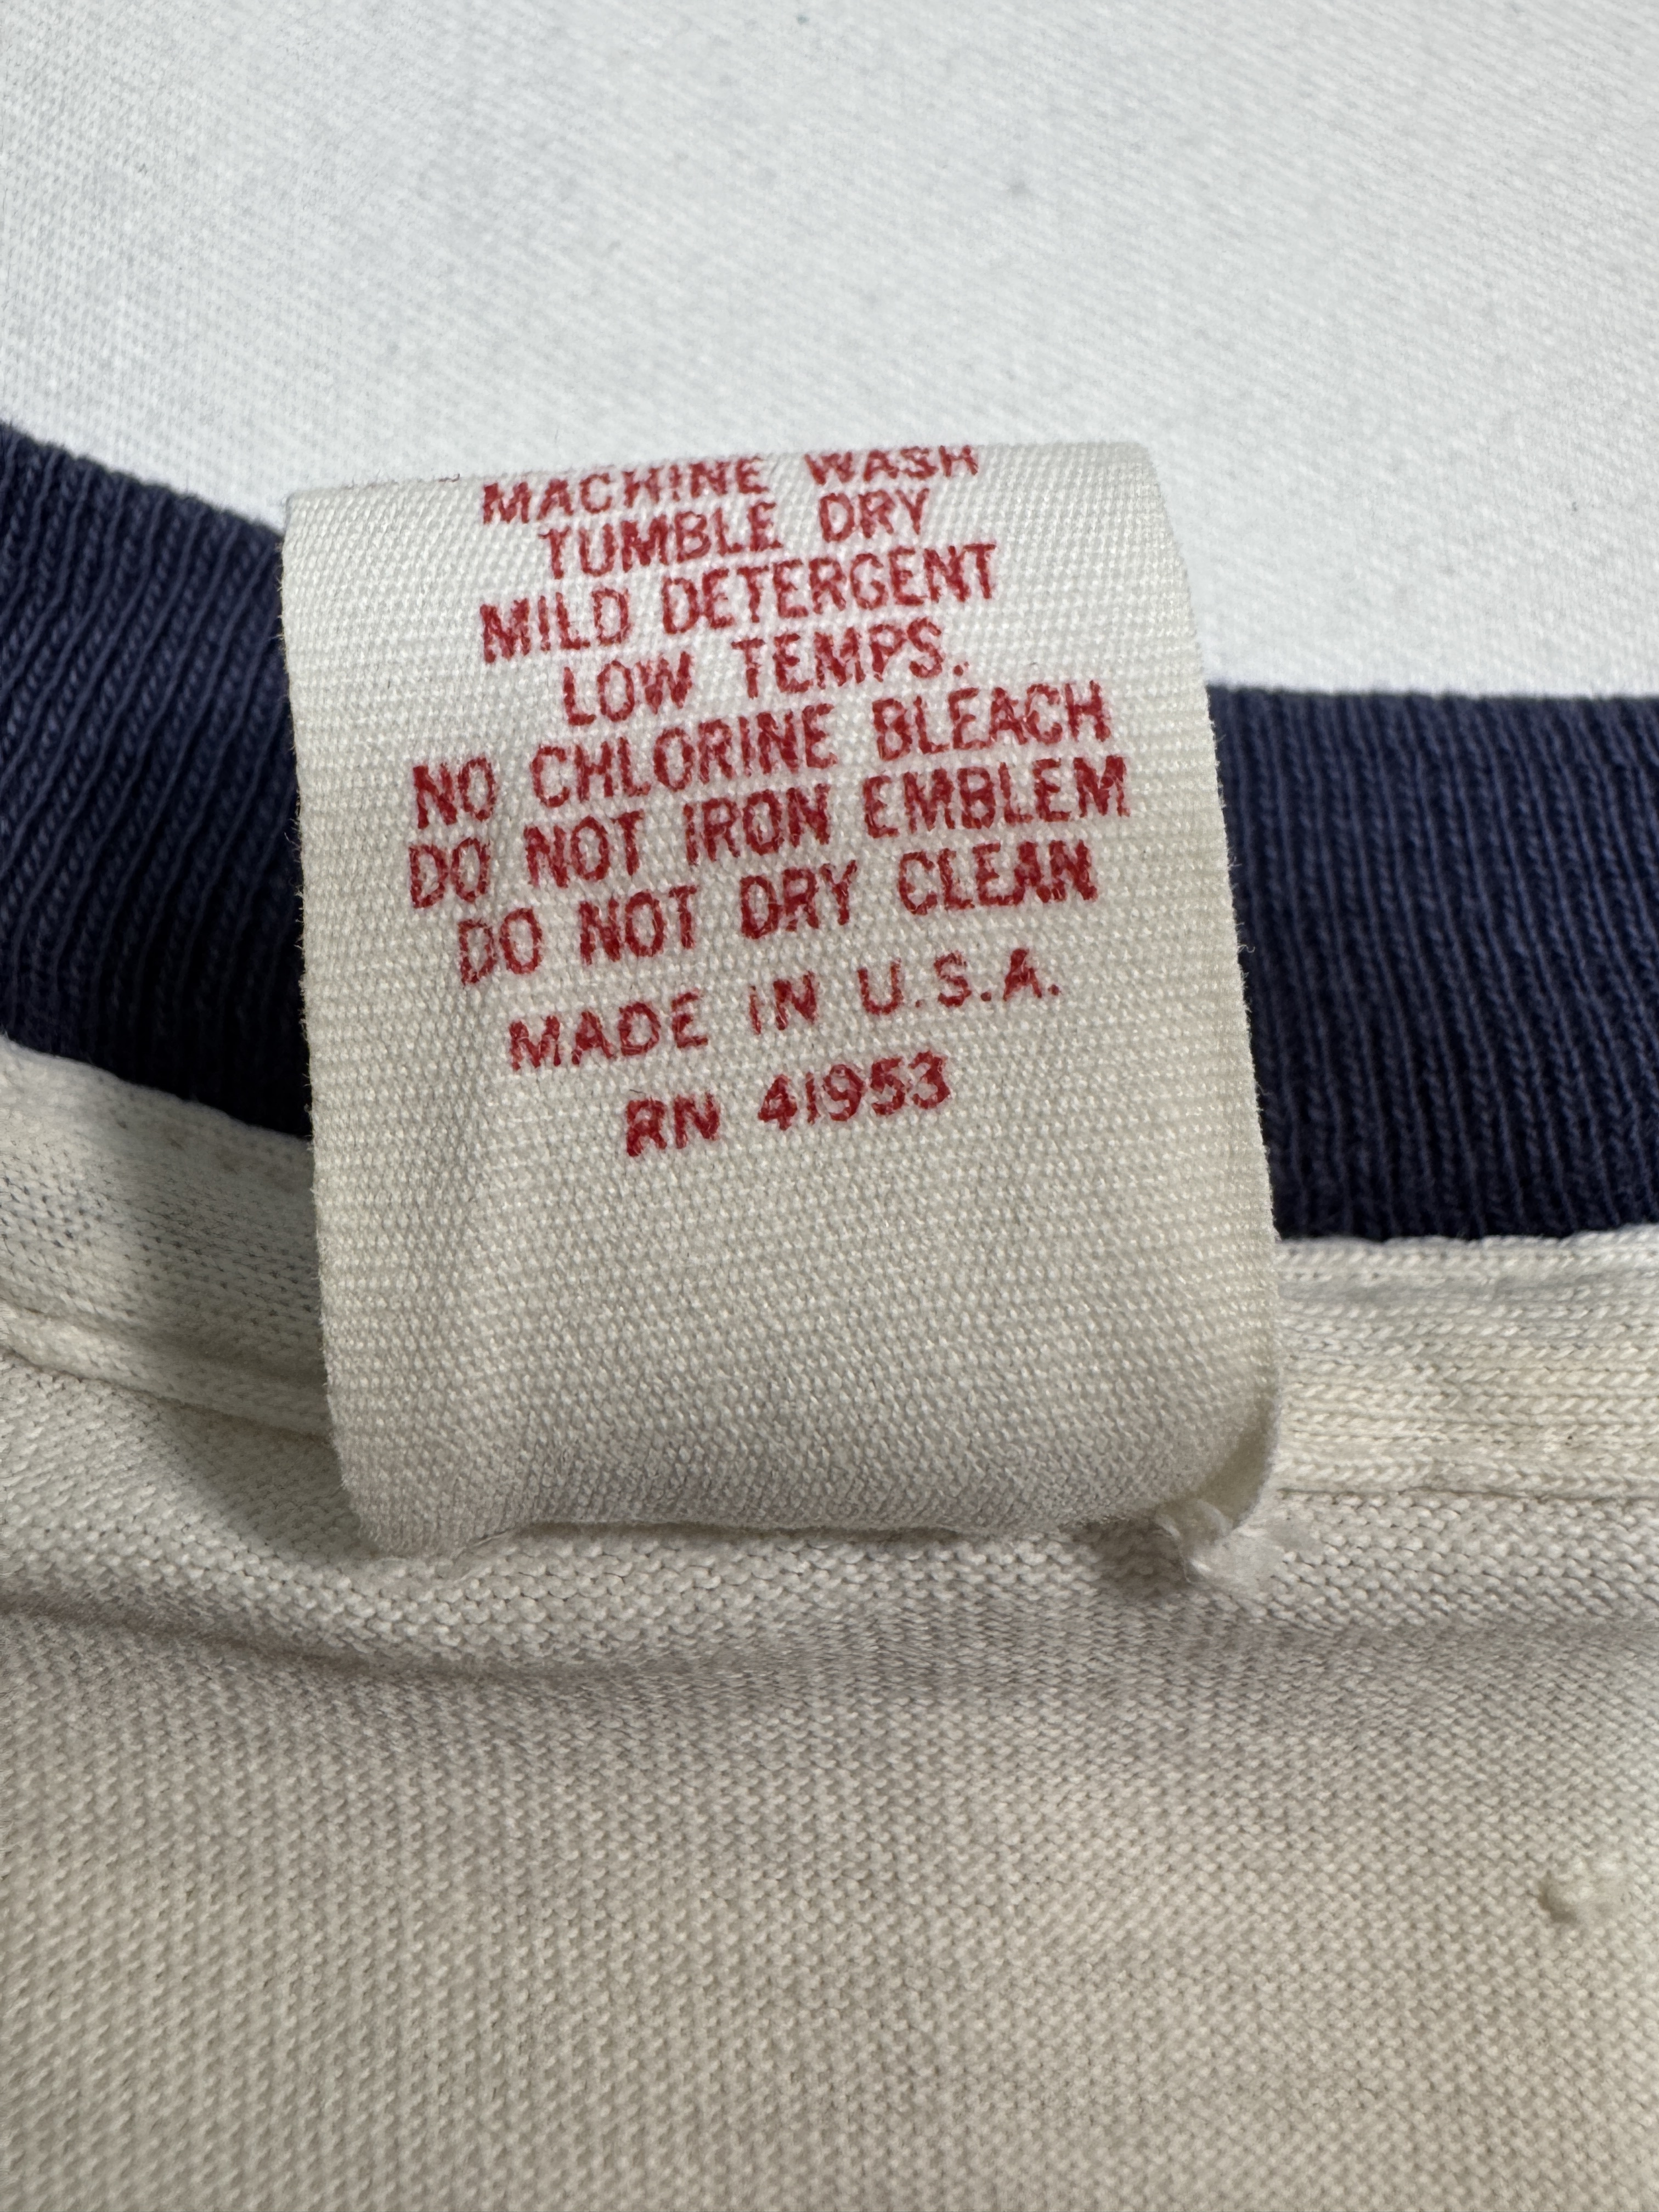 MACHINE WASH
TUMBLE DRY
MILD DETERGENT
LOW TEMPS.
NO CHLORINE BLEACH
DO NOT IRON EMBLEM
DO NOT DRY CLEAN
MADE IN U.S.A.
RN 41953